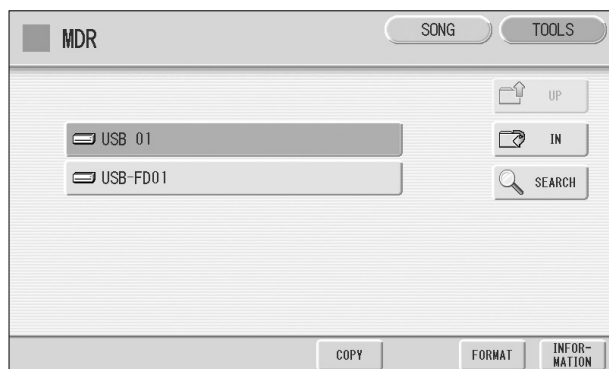 MDR
SONG
TOOLS
UP
USB 01
IN
USB-FD01
SEARCH
COPY
FORMAT
INFOR-
MATION